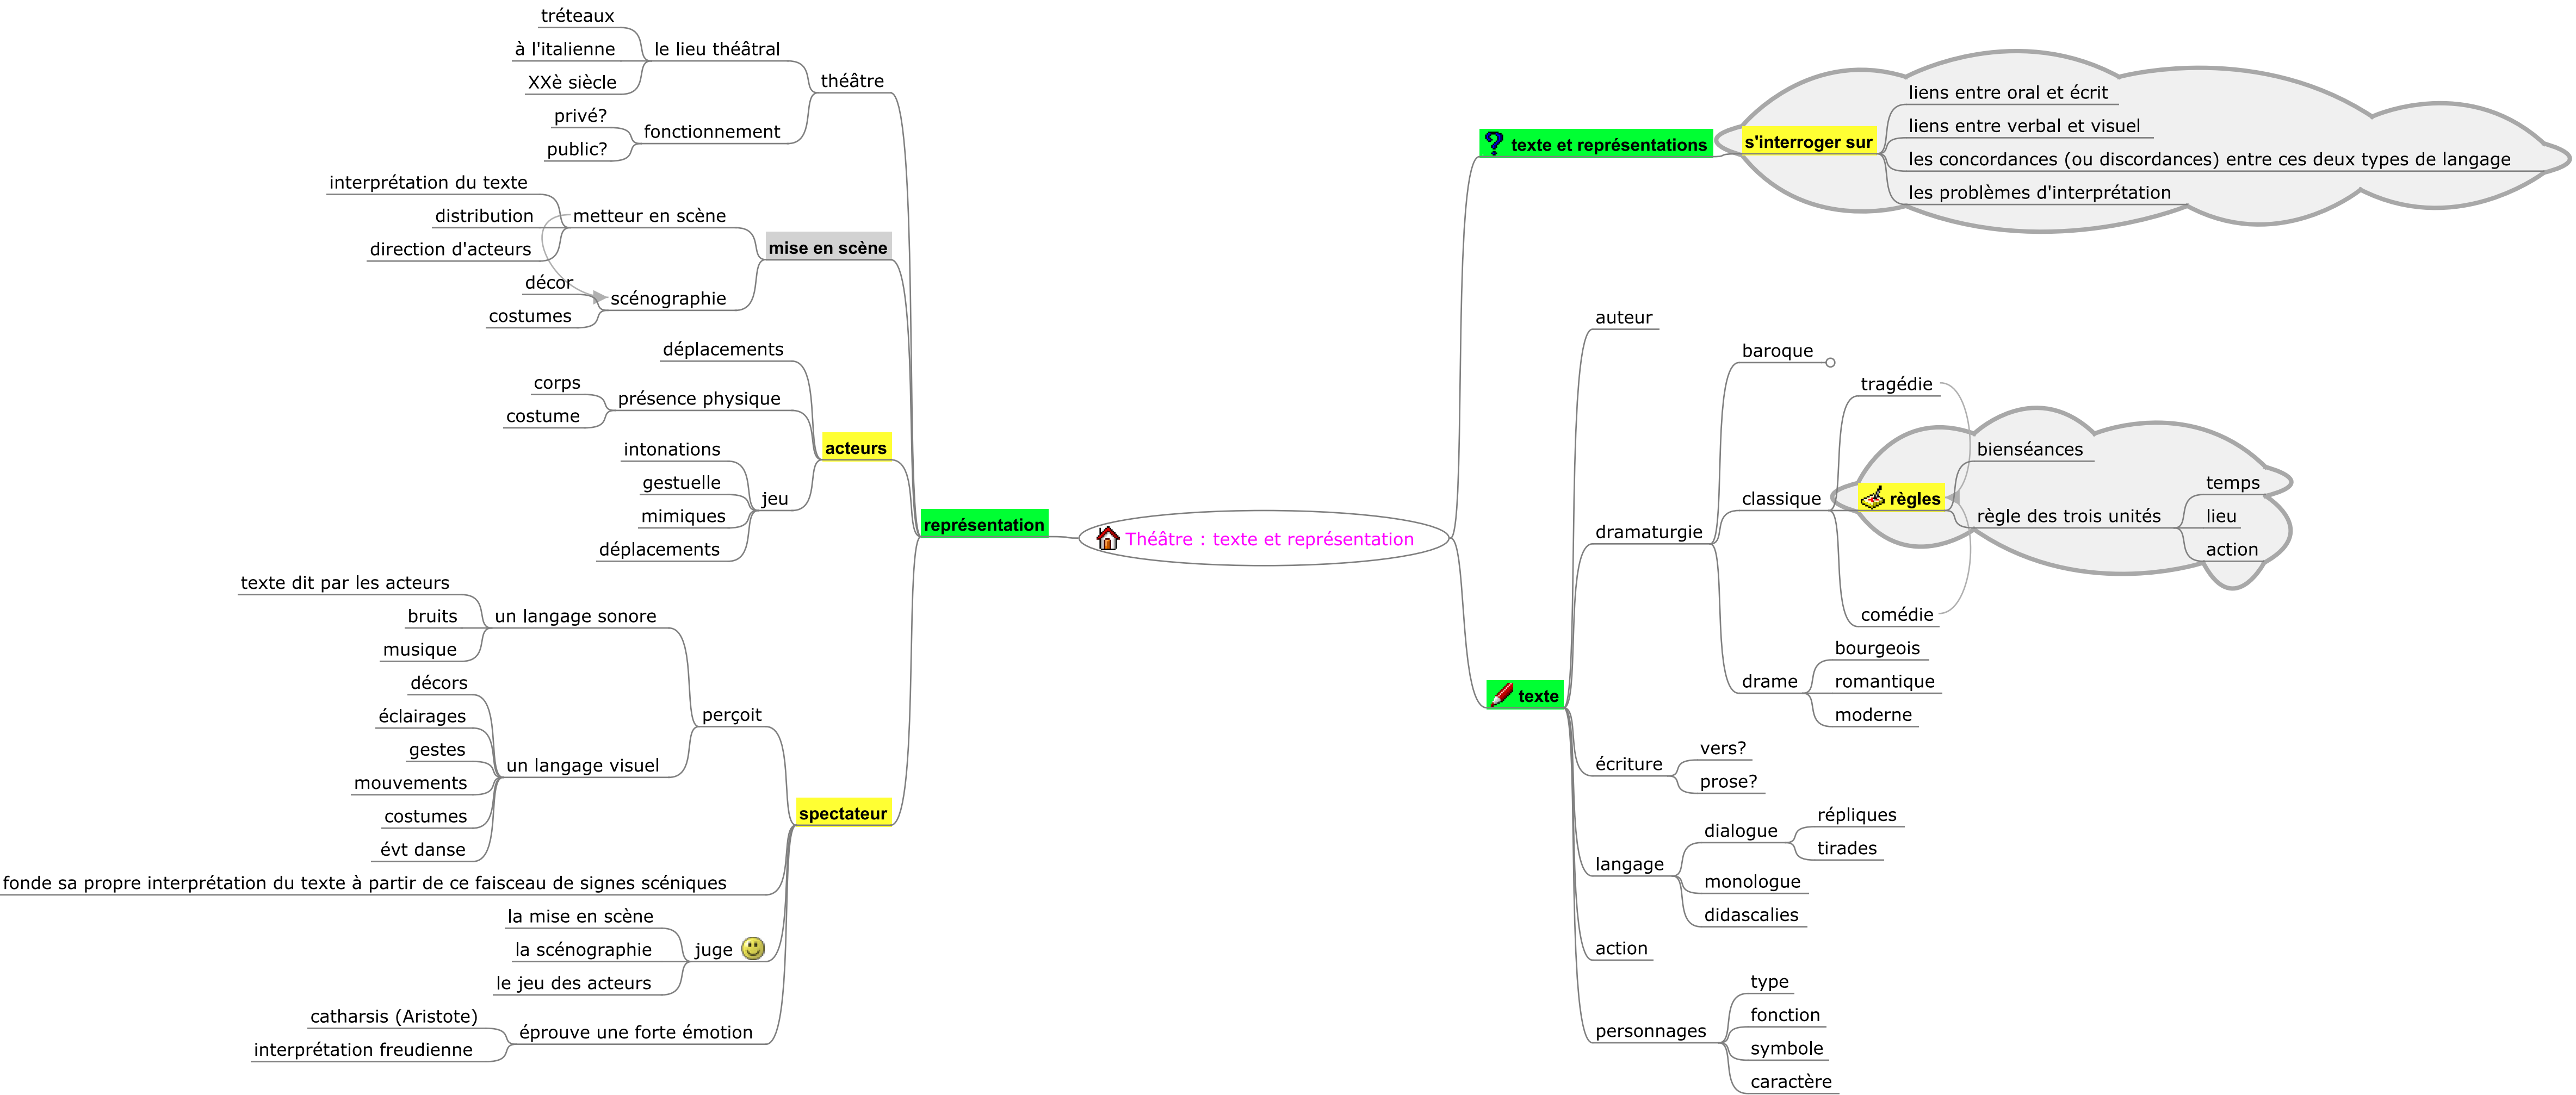 Théâtre : texte et représentation
représentation
théâtre
le lieu théâtral
tréteaux
à l'italienne
XXè siècle
fonctionnement
privé?
public?
mise en scène
metteur en scène
interprétation du texte
distribution
direction d'acteurs
scénographie
décor
costumes
acteurs
déplacements
présence physique
corps
costume
jeu
intonations
gestuelle
mimiques
déplacements
spectateur
perçoit
un langage sonore
texte dit par les acteurs
bruits
musique
un langage visuel
décors
éclairages
gestes
mouvements
costumes
évt danse
fonde sa propre interprétation du texte à partir de ce faisceau de signes scéniques
juge
la mise en scène
la scénographie
le jeu des acteurs
éprouve une forte émotion
catharsis (Aristote)
interprétation freudienne
texte et représentations
s'interroger sur
liens entre oral et écrit
liens entre verbal et visuel
les concordances (ou discordances) entre ces deux types de langage
les problèmes d'interprétation
texte
auteur
dramaturgie
baroque
classique
tragédie
règles
bienséances
règle des trois unités
temps
lieu
action
comédie
drame
bourgeois
romantique
moderne
écriture
vers?
prose?
langage
dialogue
répliques
tirades
monologue
didascalies
action
personnages
type
fonction
symbole
caractère